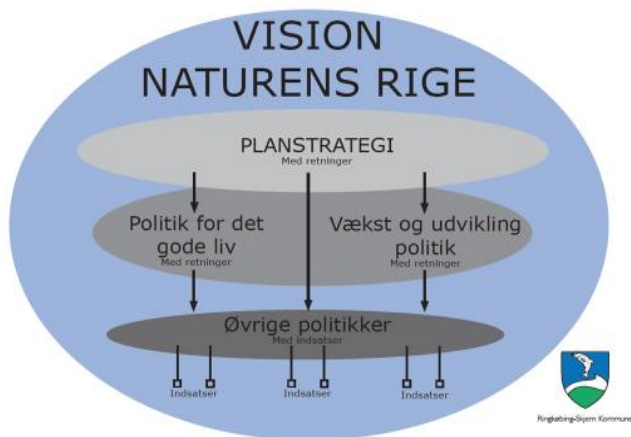 VISION
NATURENS RIGE
PLANSTRATEGI
Med retninger
Politik for det
gode liv
Med retninger
Vækst og udvikling
politik
Med retninger
Øvrige politikker
Med indsatser
Indsatser
Indsatser
Indsatser
Ringkøbing-Skjern Kommune